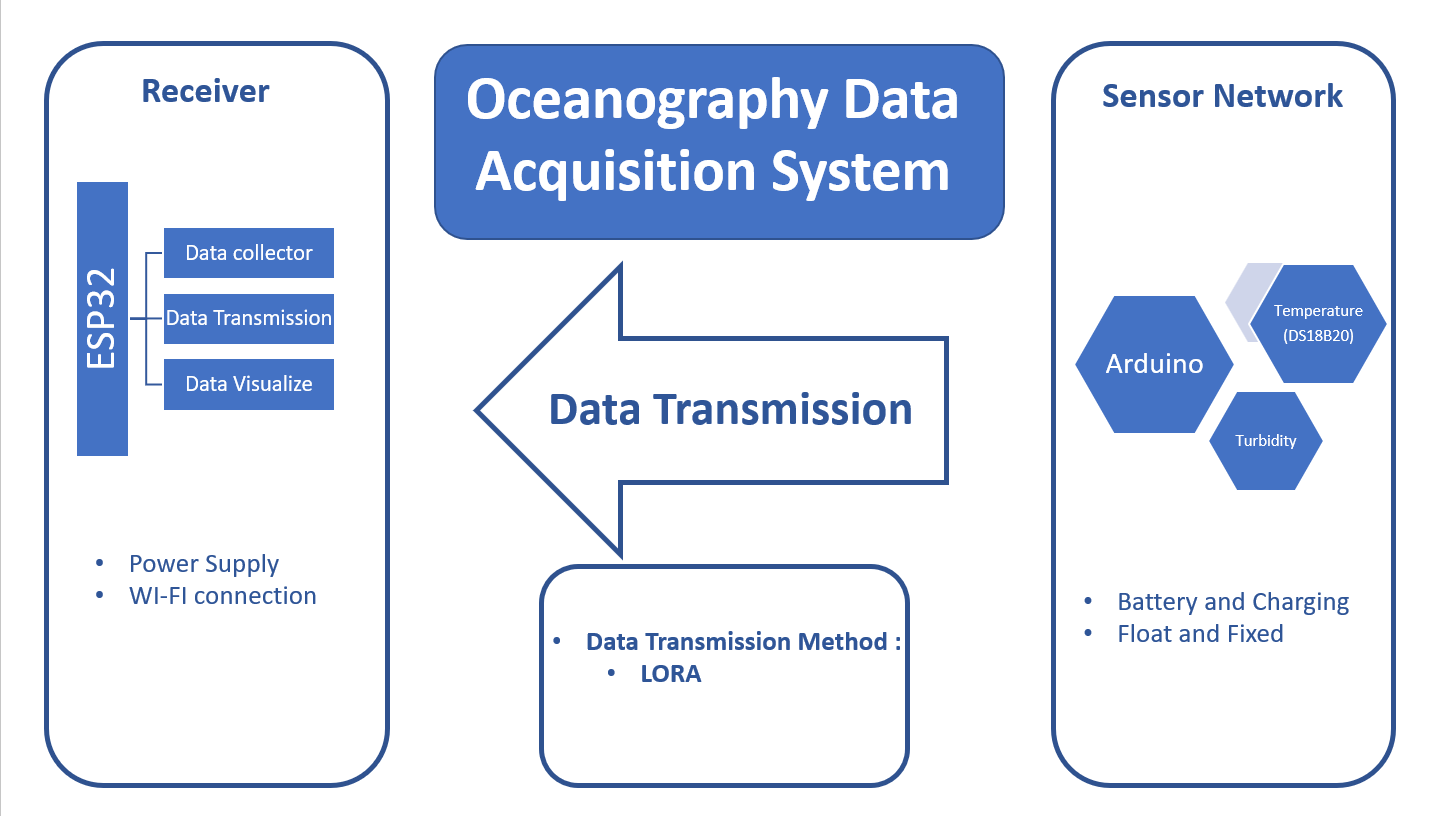 Oceanography Data
Acquisition System
Receiver
ESP32
Data collector
Data Transmission
Data Visualize
• Power Supply
• WI-FI connection
Data Transmission
• Data Transmission Method :
• LORA
Sensor Network
Arduino
Temperature
(DS18B20)
Turbidity
• Battery and Charging
• Float and Fixed